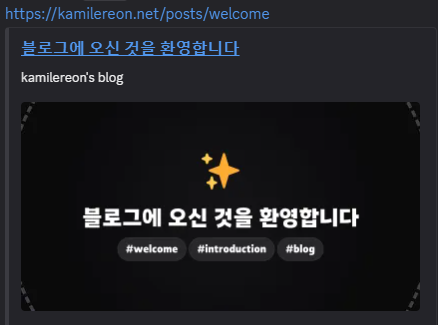 https://kamilereon.net/posts/welcome
블로그에 오신 것을 환영합니다
kamilereon's blog
블로그에 오신 것을 환영합니다
#welcome #introduction #blog